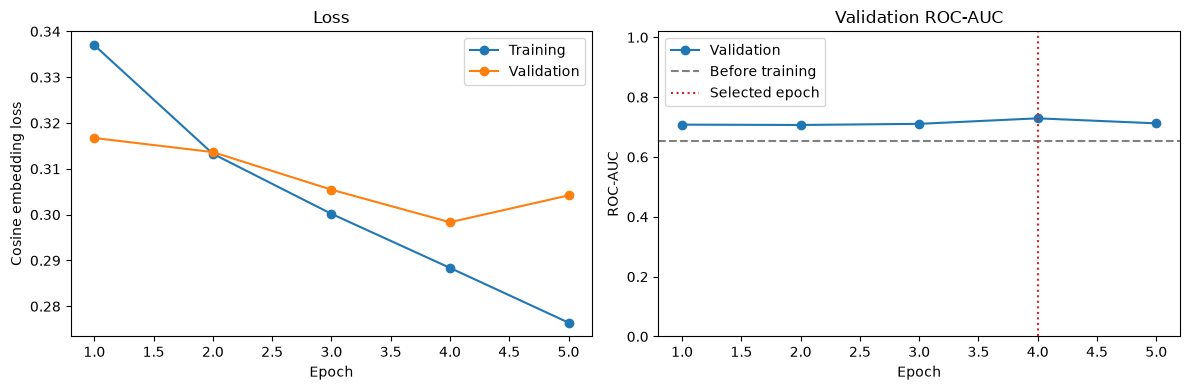 Loss
Cosine embedding loss
0.34
0.33
0.32
0.31
0.30
0.29
0.28
Training
Validation
1.0 1.5 2.0 2.5 3.0 3.5 4.0 4.5 5.0
Epoch
Validation ROC-AUC
ROC-AUC
1.0
0.8
0.6
0.4
0.2
0.0
Validation
Before training
Selected epoch
1.0 1.5 2.0 2.5 3.0 3.5 4.0 4.5 5.0
Epoch